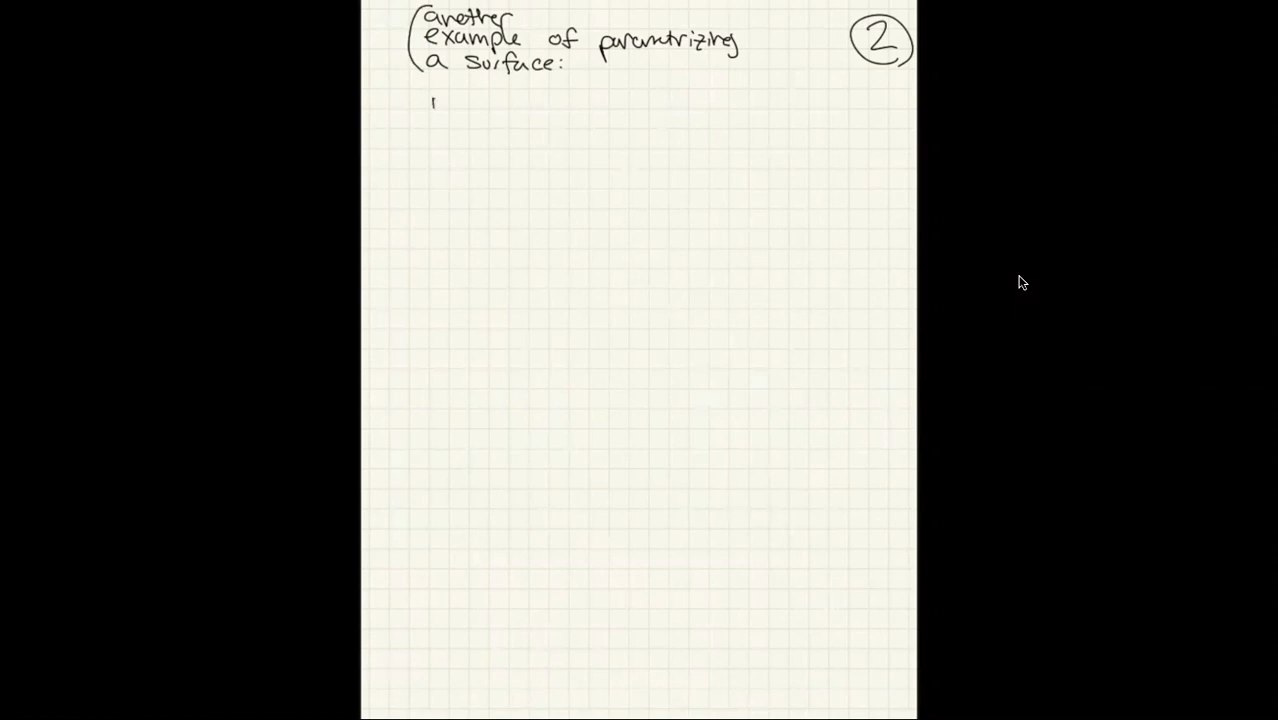 (another
example of parametrizing
a surface:
2